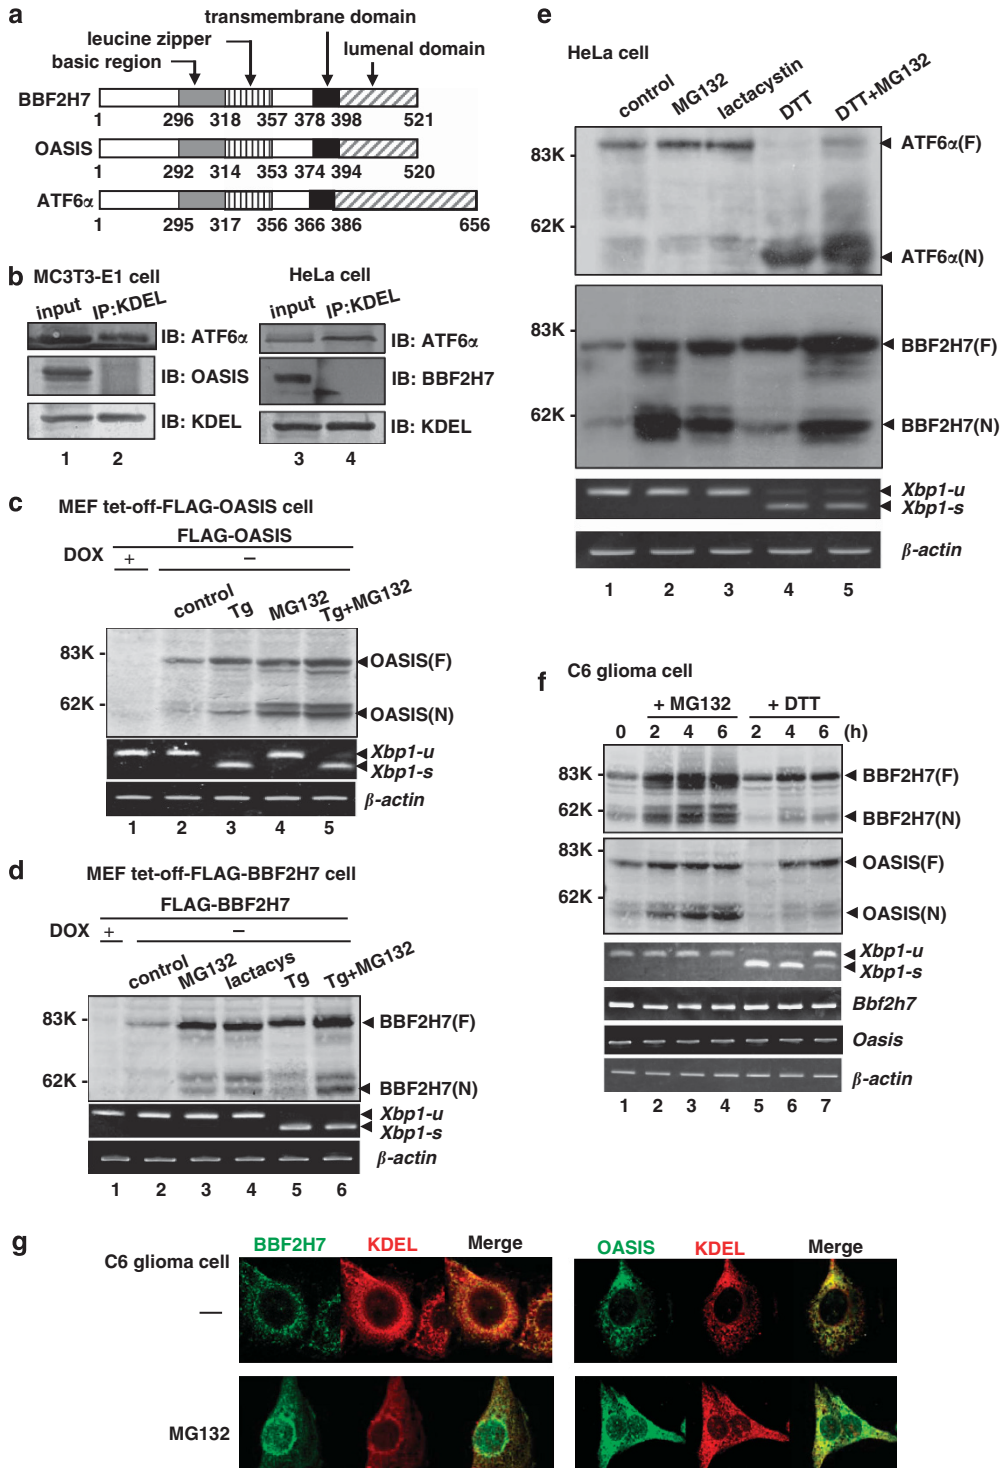 a
transmembrane domain
leucine zipper
lumenal domain
basic region
BBF2H7
1 296 318 357 378 398 521
OASIS
1 292 314 353 374 394 520
ATF6α
1 295 317 356 366 386 656
b
MC3T3-E1 cell
HeLa cell
input IP:KDEL
input IP:KDEL
IB: ATF6α
IB: OASIS
IB: KDEL
1 2
IB: ATF6α
IB: BBF2H7
IB: KDEL
3 4
c
MEF tet-off-FLAG-OASIS cell
FLAG-OASIS
DOX + −
control Tg MG132 Tg+MG132
83K
62K
OASIS(F)
OASIS(N)
Xbp1-u
Xbp1-s
β-actin
1 2 3 4 5
d
MEF tet-off-FLAG-BBF2H7 cell
FLAG-BBF2H7
DOX + −
control MG132 lactacys Tg Tg+MG132
83K
62K
BBF2H7(F)
BBF2H7(N)
Xbp1-u
Xbp1-s
β-actin
1 2 3 4 5 6
e
HeLa cell
control MG132 lactacystin DTT DTT+MG132
83K
62K
ATF6α(F)
ATF6α(N)
83K
62K
BBF2H7(F)
BBF2H7(N)
Xbp1-u
Xbp1-s
β-actin
1 2 3 4 5
f
C6 glioma cell
+ MG132 + DTT
0 2 4 6 2 4 6 (h)
83K
62K
BBF2H7(F)
BBF2H7(N)
83K
62K
OASIS(F)
OASIS(N)
Xbp1-u
Xbp1-s
Bbf2h7
Oasis
β-actin
1 2 3 4 5 6 7
g
BBF2H7 KDEL Merge
OASIS KDEL Merge
C6 glioma cell
—
MG132